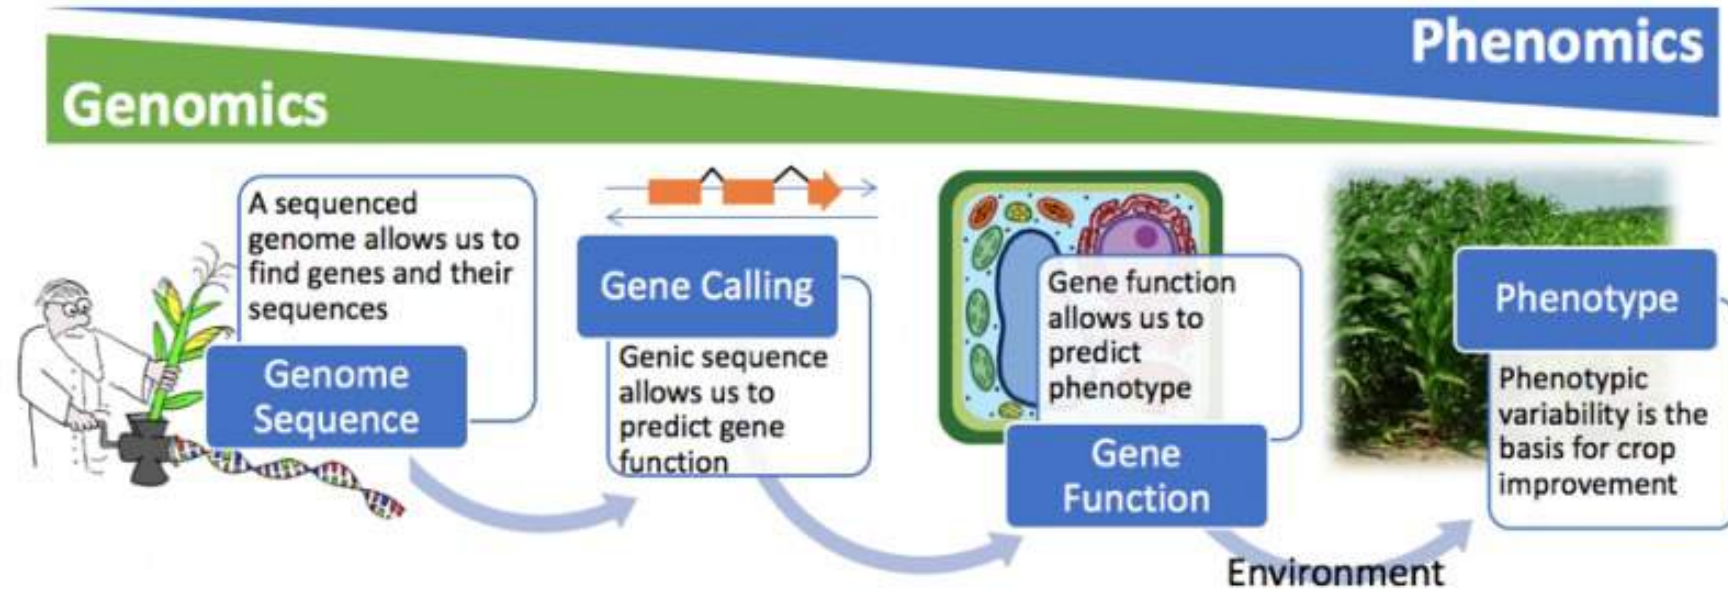 Phenomics
Genomics
A sequenced
genome allows us to
find genes and their
sequences
Genome
Sequence
Gene Calling
Genic sequence
allows us to
predict gene
function
Gene function
allows us to
predict
phenotype
Gene
Function
Environment
Phenotype
Phenotypic
variability is the
basis for crop
improvement